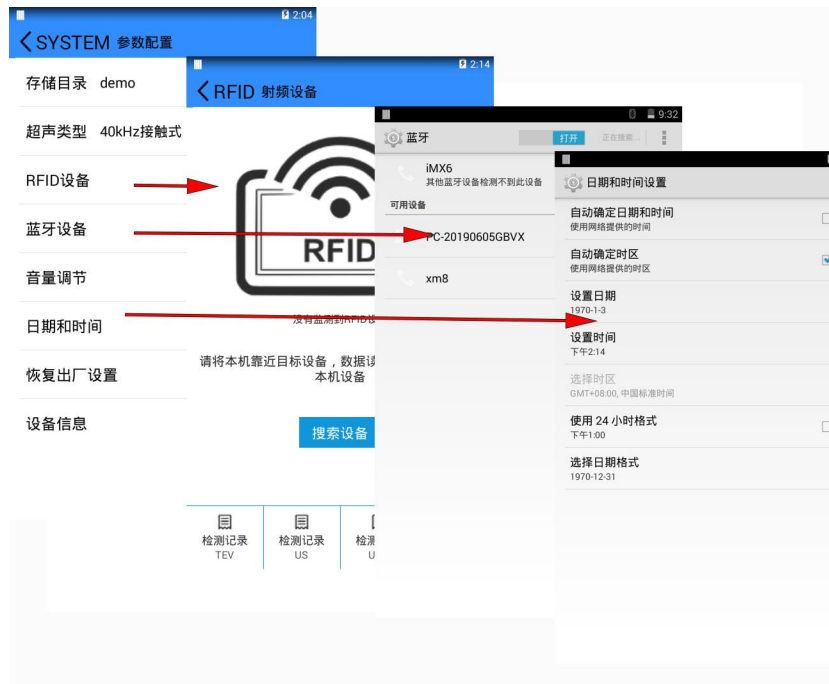 2:04
SYSTEM 参数配置
存储目录 demo
超声类型 40kHz接触式
RFID设备
蓝牙设备
音量调节
日期和时间
恢复出厂设置
设备信息
2:14
RFID 射频设备
RFID
没有监测到RFID
请将本机靠近目标设备，数据读
本机设备
搜索设备
检测记录
TEV
检测记录
US
检测
U
9:32
蓝牙
打开
正在搜索...
iMX6
其他蓝牙设备检测不到此设备
可用设备
PC-20190605GBVX
xm8
日期和时间设置
自动确定日期和时间
使用网络提供的时间
自动确定时区
使用网络提供的时区
设置日期
1970-1-3
设置时间
下午2:14
选择时区
GMT+08:00, 中国标准时间
使用 24 小时格式
下午1:00
选择日期格式
1970-12-31